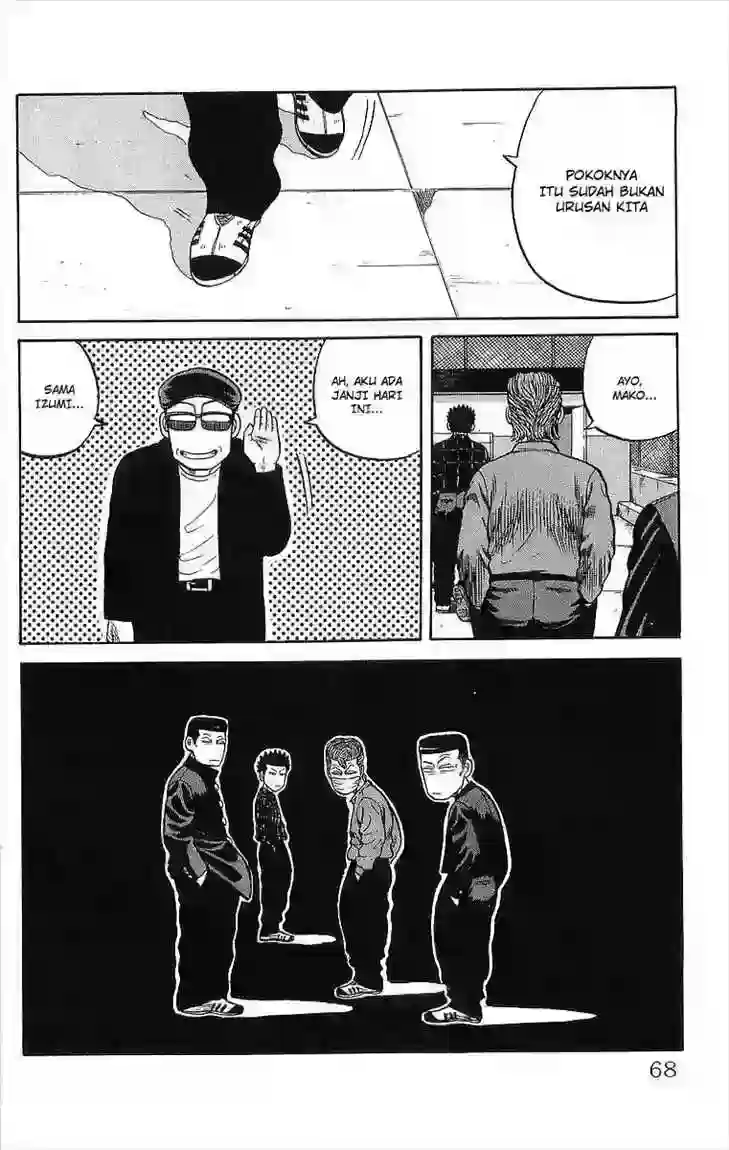 POKOKNYA
ITU SUDAH BUKAN
URUSAN KITA
AYO,
MAKO...
AH, AKU ADA
JANJI HARI
INI...
SAMA
IZUMI...
68